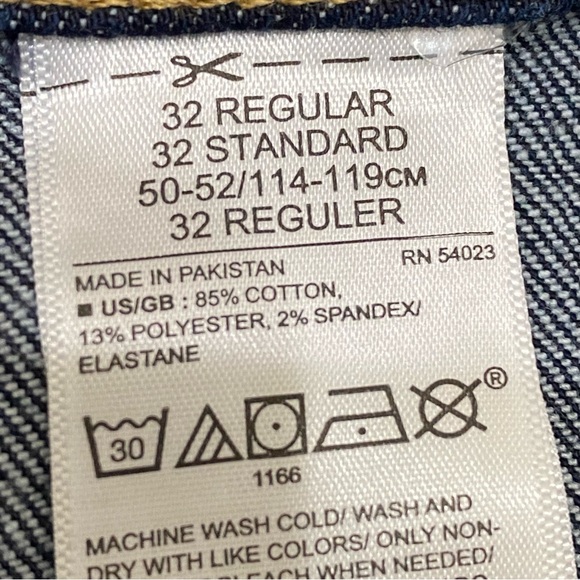 32 REGULAR
32 STANDARD
50-52/114-119CM
32 REGULER
RN 54023
MADE IN PAKISTAN
US/GB : 85% COTTON,
13% POLYESTER, 2% SPANDEX/
ELASTANE
30
®
1166
MACHINE WASH COLD/ WASH AND
DRY WITH LIKE COLORS/ ONLY NON-
BLEACH WHEN NEEDED/